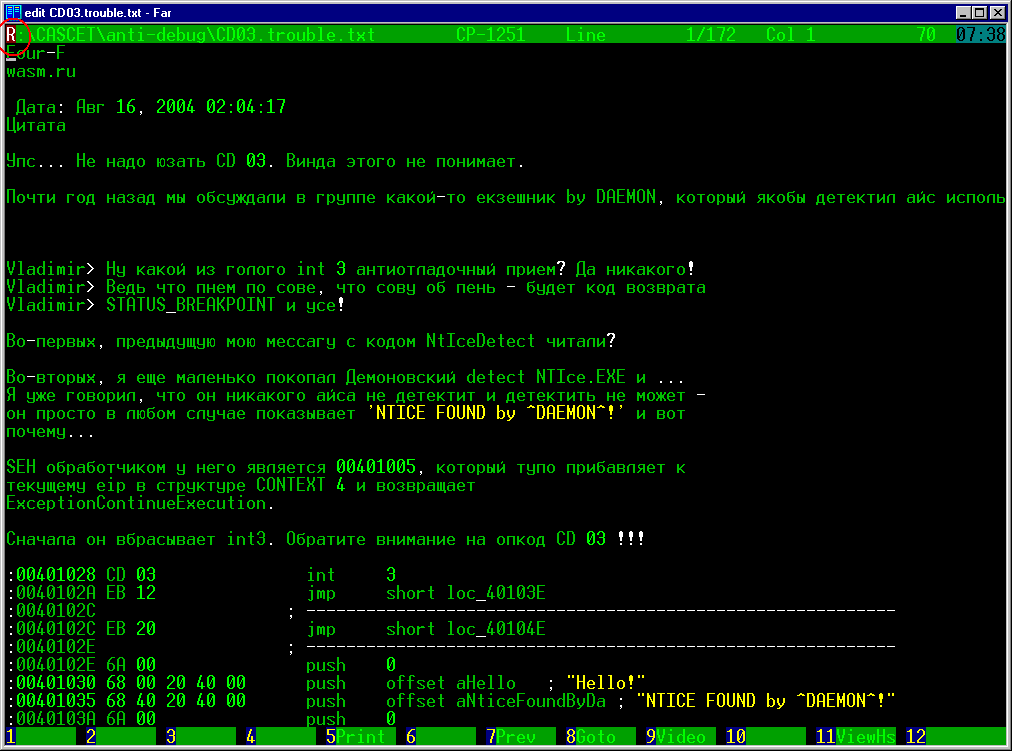 edit CD03.trouble.txt - Far
R:\CASCET\anti-debug\CD03.trouble.txt CP-1251 Line 1/172 Col 1 70 07:38
Four-F
wasm.ru
Дата: Авг 16, 2004 02:04:17
Цитата
Упс... Не надо юзать CD 03. Винда этого не понимает.
Почти год назад мы обсуждали в группе какой-то екзешник by DAEMON, который якобы детектил айс исполь
Vladimir> Ну какой из голого int 3 антиотладочный прием? Да никакого!
Vladimir> Ведь что пнем по сове, что сову об пень - будет код возврата
Vladimir> STATUS_BREAKPOINT и усе!
Во-первых, предыдущую мою мессагу с кодом NtIceDetect читали?
Во-вторых, я еще маленько покопал Демоновский detect NTIce.EXE и ...
Я уже говорил, что он никакого айса не детектит и детектить не может -
он просто в любом случае показывает 'NTICE FOUND by ^DAEMON^!' и вот
почему...
SEH обработчиком у него является 00401005, который тупо прибавляет к
текущему eip в структуре CONTEXT 4 и возвращает
ExceptionContinueExecution.
Сначала он вбрасывает int3. Обратите внимание на опкод CD 03 !!!
:00401028 CD 03 int 3
:0040102A EB 12 jmp short loc_40103E
:0040102C ; -----------------------------------------------------------
:0040102C EB 20 jmp short loc_40104E
:0040102E ; -----------------------------------------------------------
:0040102E 6A 00 push 0
:00401030 68 00 20 40 00 push offset aHello ; "Hello!"
:00401035 68 40 20 40 00 push offset aNticeFoundByDa ; "NTICE FOUND by ^DAEMON^!"
:0040103A 6A 00 push 0
1 2 3 4 5Print 6 7Prev 8Goto 9Video 10 11ViewHs 12